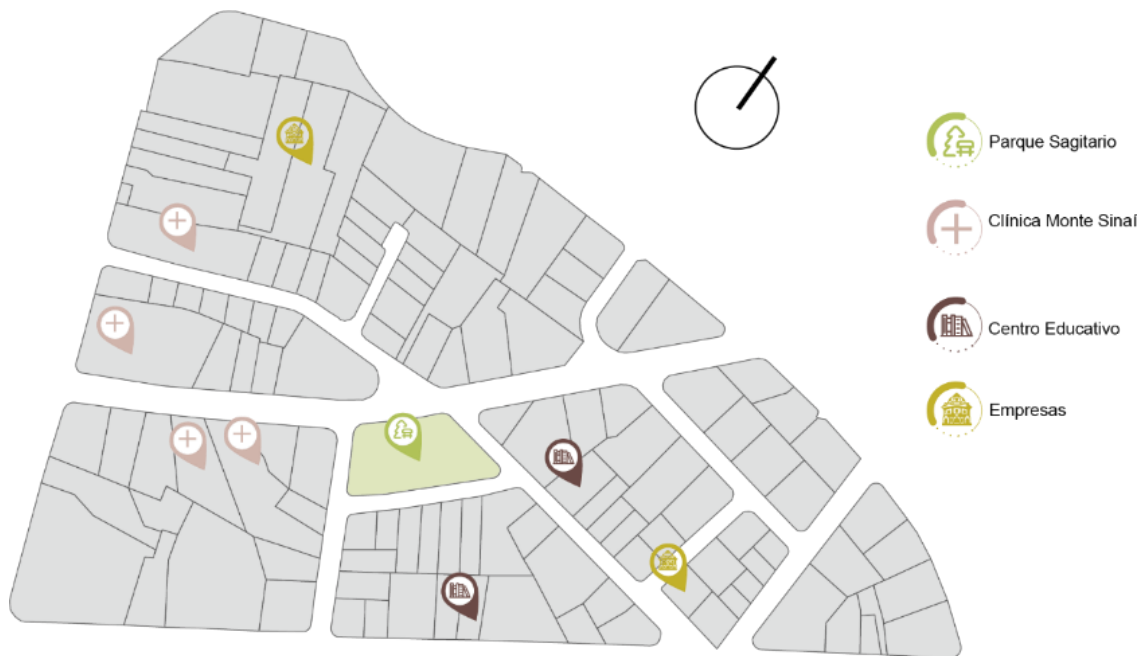 Parque Sagitario
Clínica Monte Sinaí
Centro Educativo
Empresas